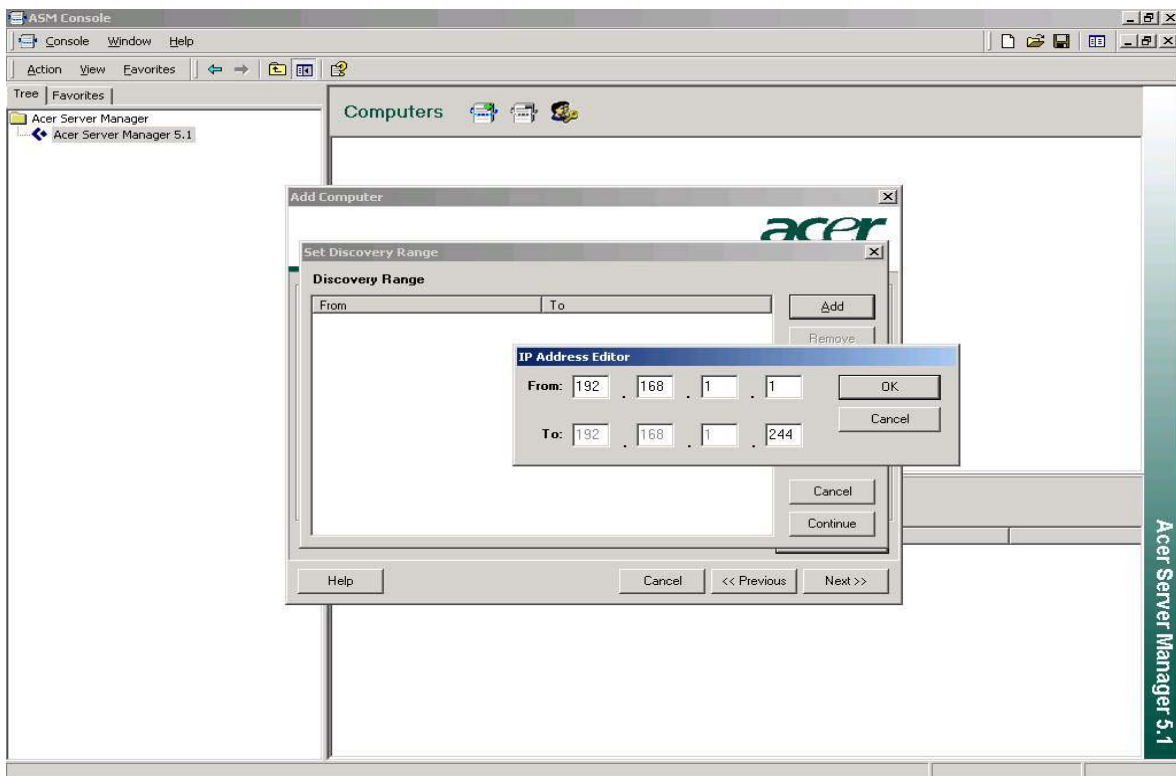 ASM Console
Console Window Help
Action View Favorites
Tree Favorites
Acer Server Manager
Acer Server Manager 5.1
Computers
Add Computer
acer
Set Discovery Range
Discovery Range
From To
Add
Remove
IP Address Editor
From: 192 . 168 . 1 . 1
OK
To: 192 . 168 . 1 . 244
Cancel
Cancel
Continue
Help Cancel << Previous Next >>
Acer Server Manager 5.1